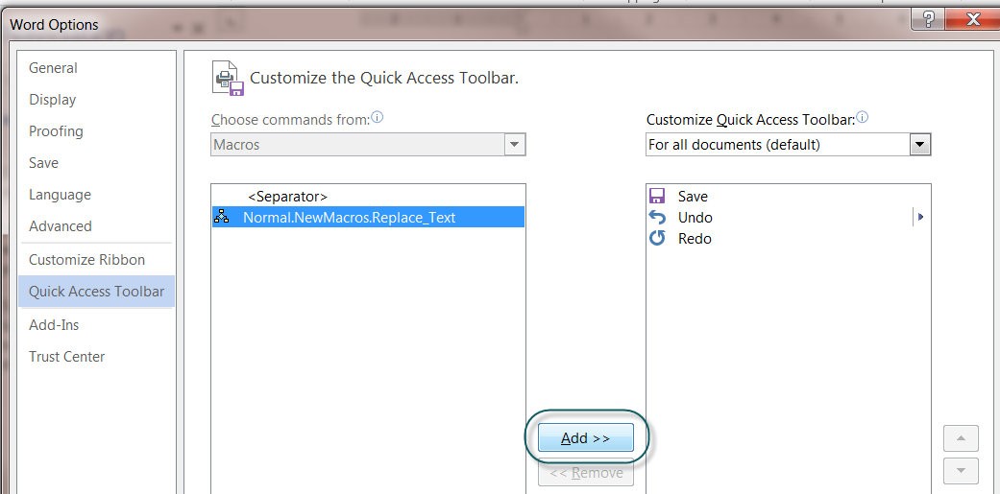 Word Options
General
Display
Proofing
Save
Language
Advanced
Customize Ribbon
Quick Access Toolbar
Add-Ins
Trust Center
Customize the Quick Access Toolbar.
Choose commands from:
Macros
<Separator>
Normal.NewMacros.Replace_Text
Add >>
<< Remove
Customize Quick Access Toolbar:
For all documents (default)
Save
Undo
Redo